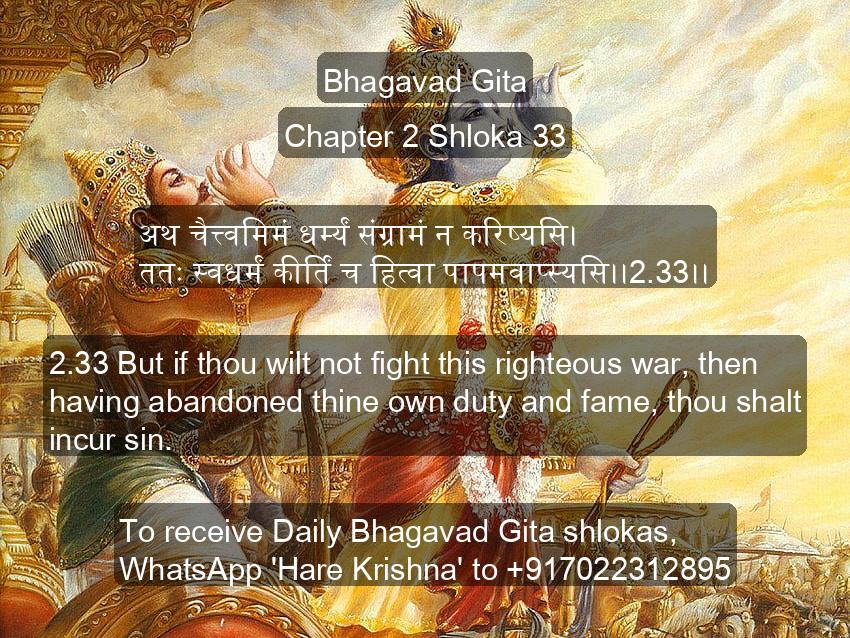 Bhagavad Gita
Chapter 2 Shloka 33
अथ चैत्त्वमिमं धर्म्यं संग्रामं न करिष्यसि।
ततः स्वधर्मं कीर्तिं च हित्वा पापमवाप्स्यसि।।2.33।।
2.33 But if thou wilt not fight this righteous war, then
having abandoned thine own duty and fame, thou shalt
incur sin.
To receive Daily Bhagavad Gita shlokas,
WhatsApp 'Hare Krishna' to +917022312895